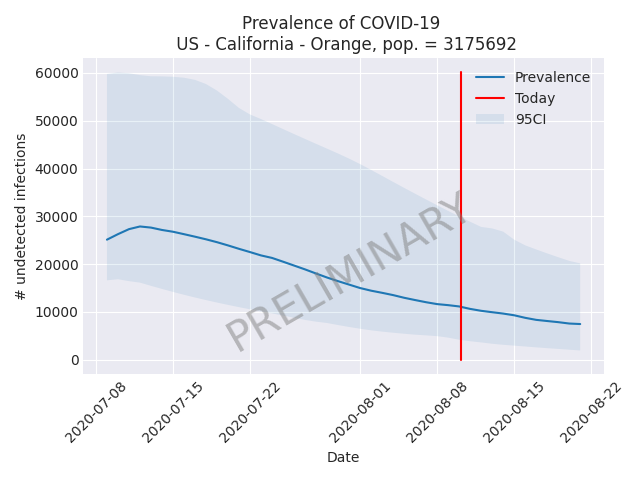 Prevalence of COVID-19
US - California - Orange, pop. = 3175692
60000
50000
40000
30000
20000
10000
0
# undetected infections
Prevalence
Today
95CI
PRELIMINARY
2020-07-08
2020-07-15
2020-07-22
2020-08-01
2020-08-08
2020-08-15
2020-08-22
Date